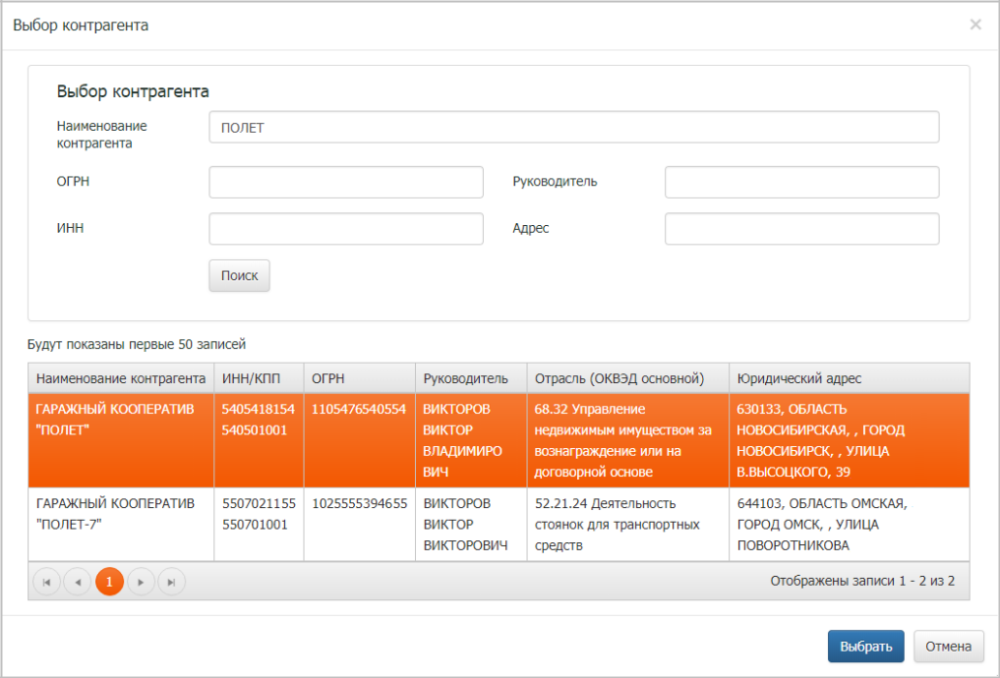 Выбор контрагента
×
Выбор контрагента
Наименование
контрагента
ПОЛЕТ
ОГРН
Руководитель
ИНН
Адрес
Поиск
Будут показаны первые 50 записей
Наименование контрагента ИНН/КПП ОГРН Руководитель Отрасль (ОКВЭД основной) Юридический адрес
ГАРАЖНЫЙ КООПЕРАТИВ 5405418154 1105476540554 ВИКТОРОВ 68.32 Управление 630133, ОБЛАСТЬ
"ПОЛЕТ" 540501001 ВИКТОР недвижимым имуществом за НОВОСИБИРСКАЯ, , ГОРОД
ВЛАДИМИРО вознаграждение или на НОВОСИБИРСК, , УЛИЦА
ВИЧ договорной основе В.ВЫСОЦКОГО, 39
ГАРАЖНЫЙ КООПЕРАТИВ 5507021155 1025555394655 ВИКТОРОВ 52.21.24 Деятельность 644103, ОБЛАСТЬ ОМСКАЯ,
"ПОЛЕТ-7" 550701001 ВИКТОР стоянок для транспортных ГОРОД ОМСК, , УЛИЦА
ВИКТОРОВИЧ средств ПОВОРОТНИКОВА
1
Отображены записи 1 - 2 из 2
Выбрать
Отмена